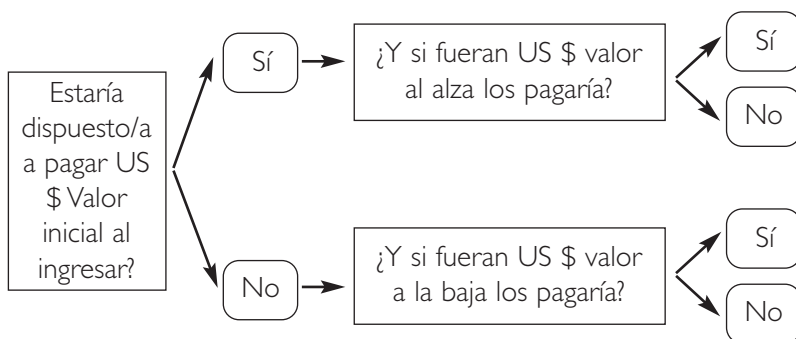 Estaría
dispuesto/a
a pagar US
$ Valor
inicial al
ingresar?
Sí
¿Y si fueran US $ valor
al alza los pagaría?
Sí
No
No
¿Y si fueran US $ valor
a la baja los pagaría?
Sí
No